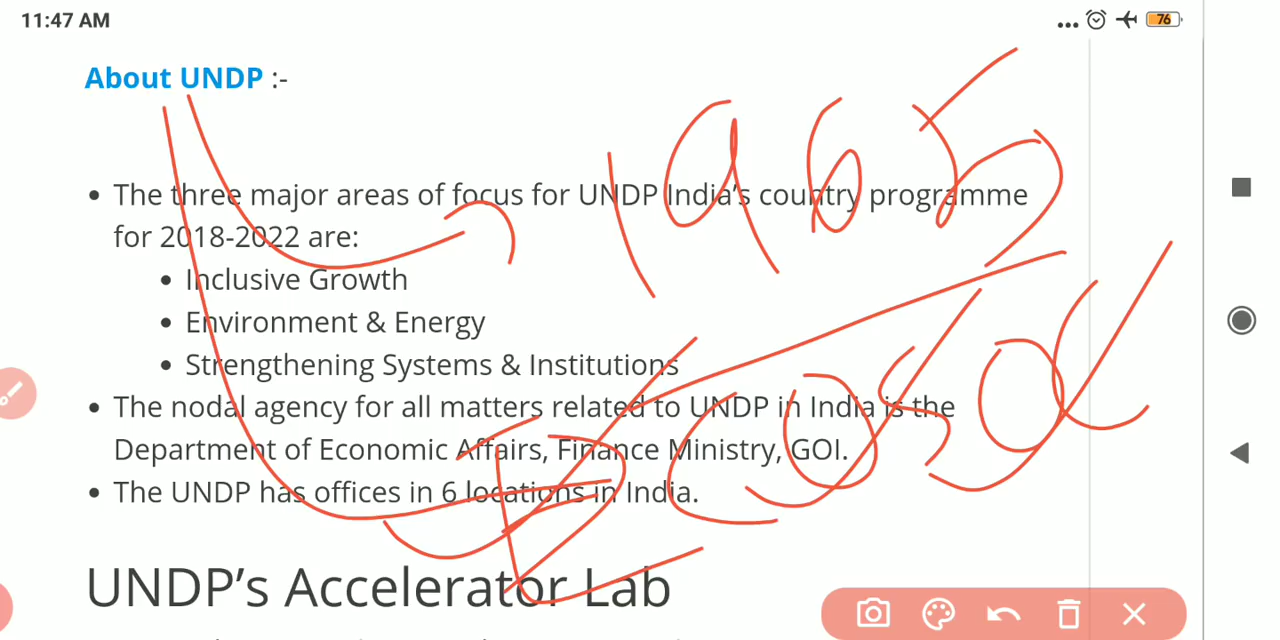 11:47 AM
76
About UNDP :-
1965
• The three major areas of focus for UNDP India's country programme
for 2018-2022 are:
• Inclusive Growth
• Environment & Energy
• Strengthening Systems & Institutions
• The nodal agency for all matters related to UNDP in India is the
Department of Economic Affairs, Finance Ministry, GOI.
• The UNDP has offices in 6 locations in India.
UNDP's Accelerator Lab